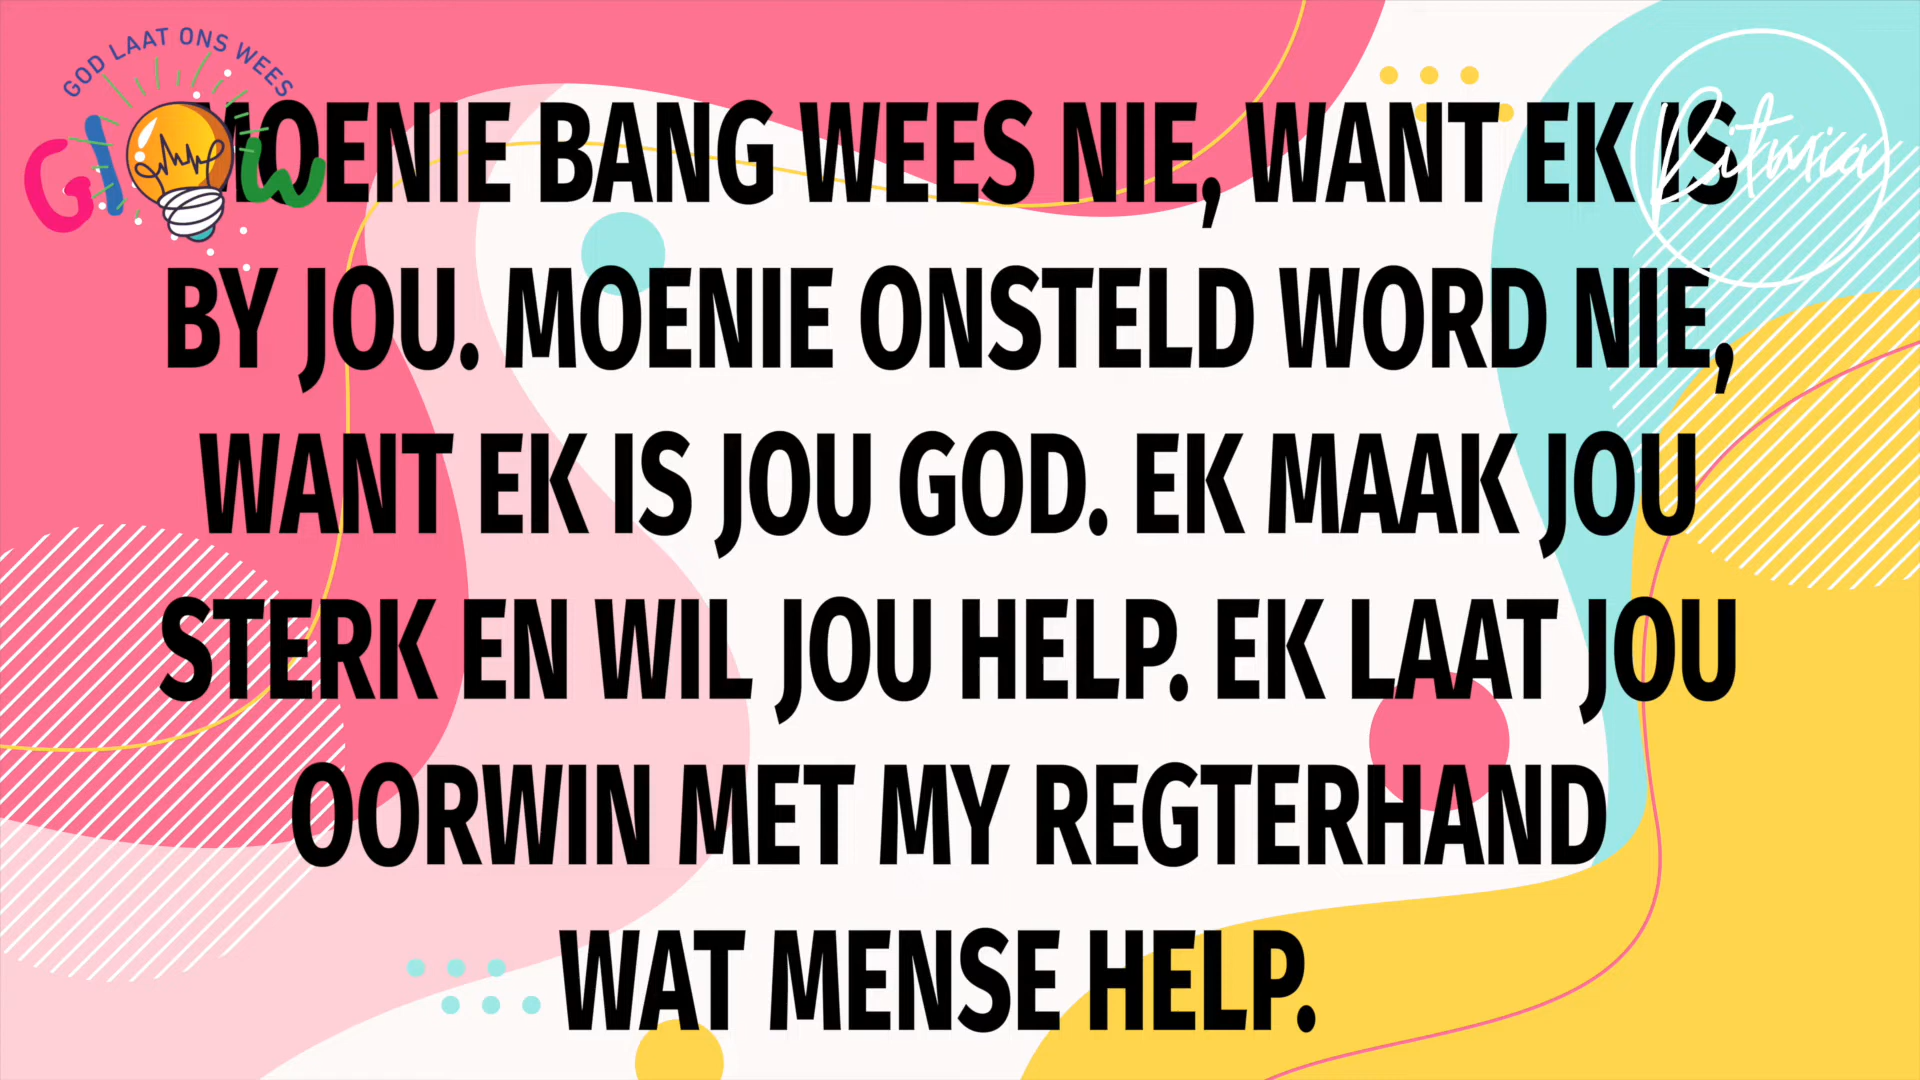 GOD LAAT ONS WEES
GlOW
Ritmia
MOENIE BANG WEES NIE, WANT EK IS
BY JOU. MOENIE ONSTELD WORD NIE,
WANT EK IS JOU GOD. EK MAAK JOU
STERK EN WIL JOU HELP. EK LAAT JOU
OORWIN MET MY REGTERHAND
WAT MENSE HELP.